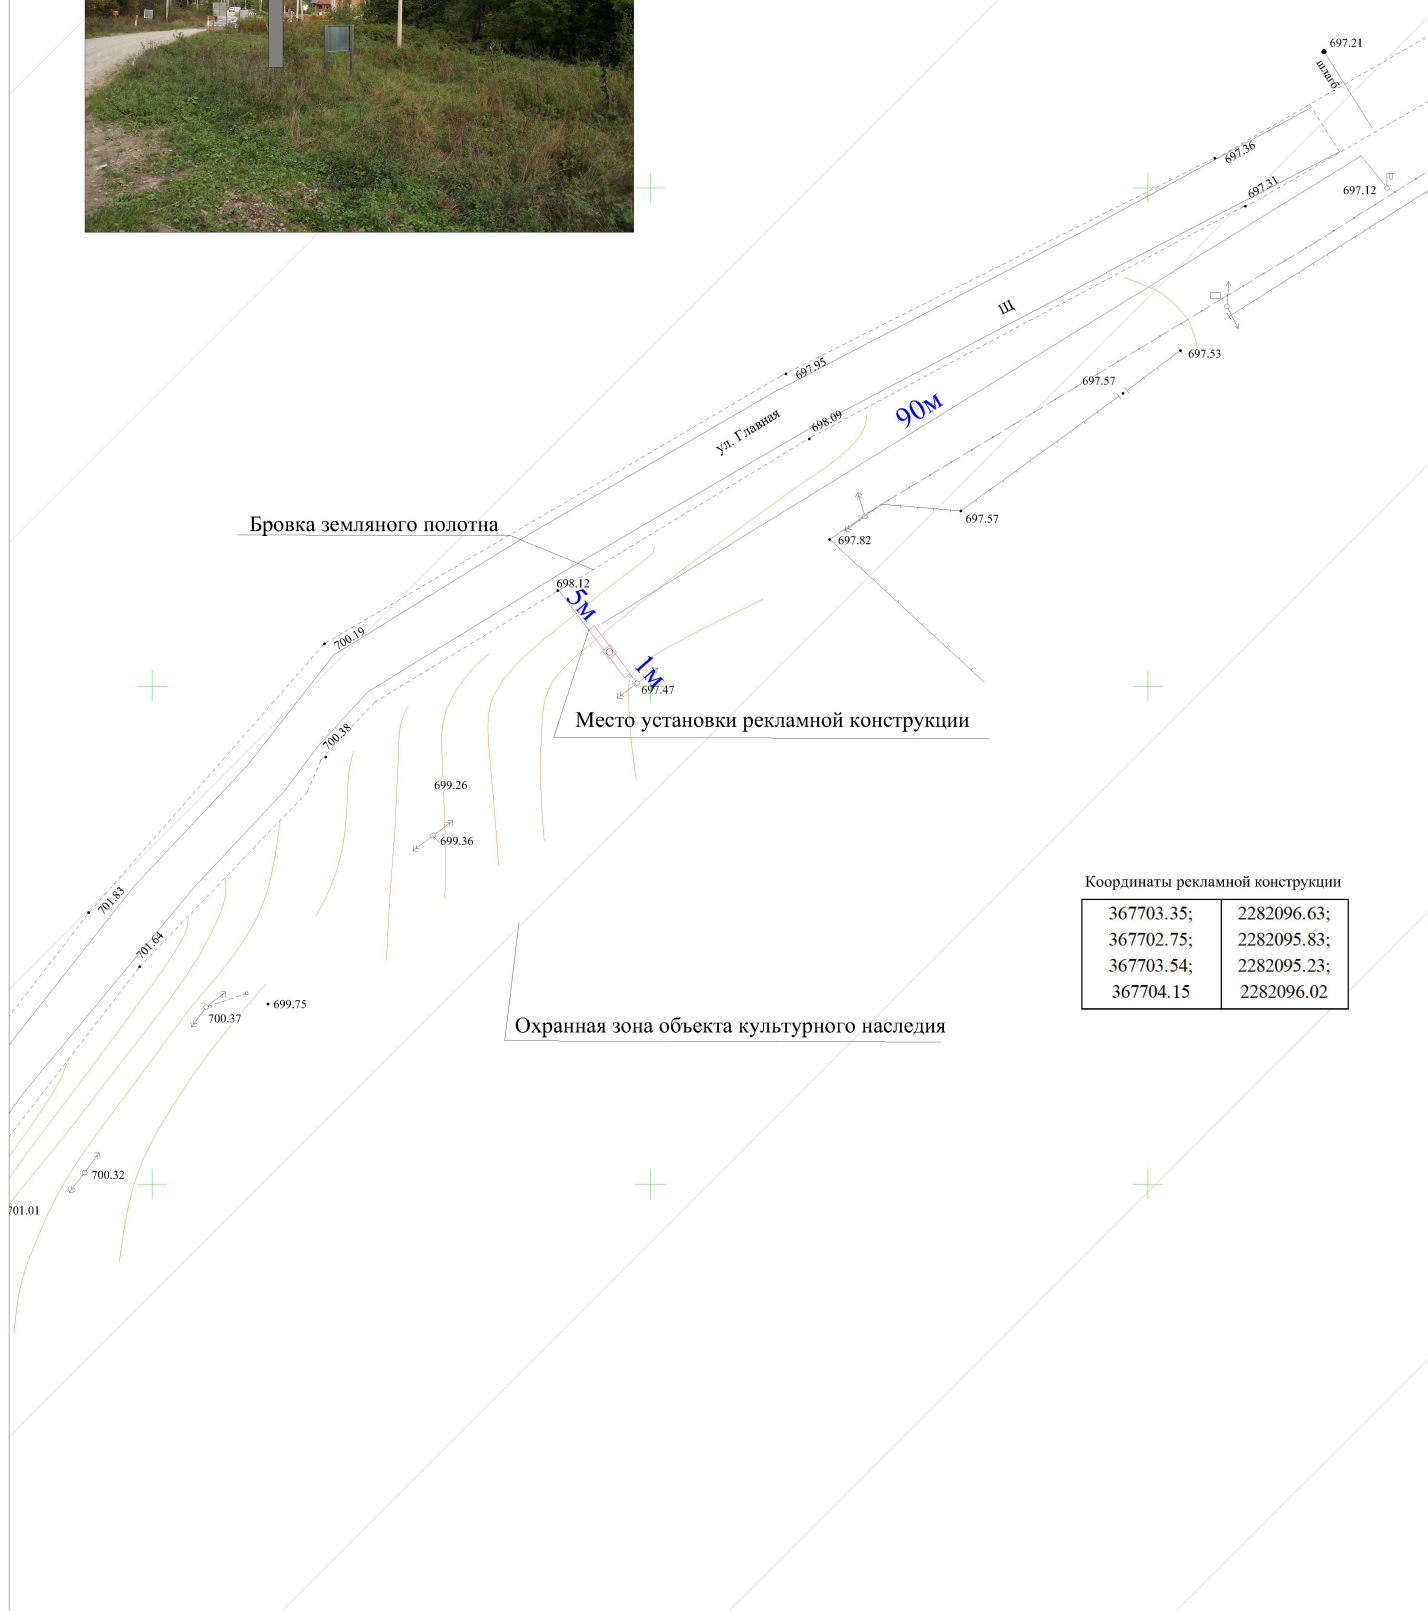 697.21
шлагб.
697.36
697.31
697.12
697.95
Щ
697.53
697.57
90м
ул. Главная
698.09
Бровка земляного полотна
697.57
697.82
698.12
5м
700.19
1м
697.47
Место установки рекламной конструкции
700.38
699.26
699.36
Координаты рекламной конструкции
367703.35; 2282096.63;
367702.75; 2282095.83;
367703.54; 2282095.23;
367704.15 2282096.02
701.83
701.64
699.75
700.37
Охранная зона объекта культурного наследия
700.32
701.01